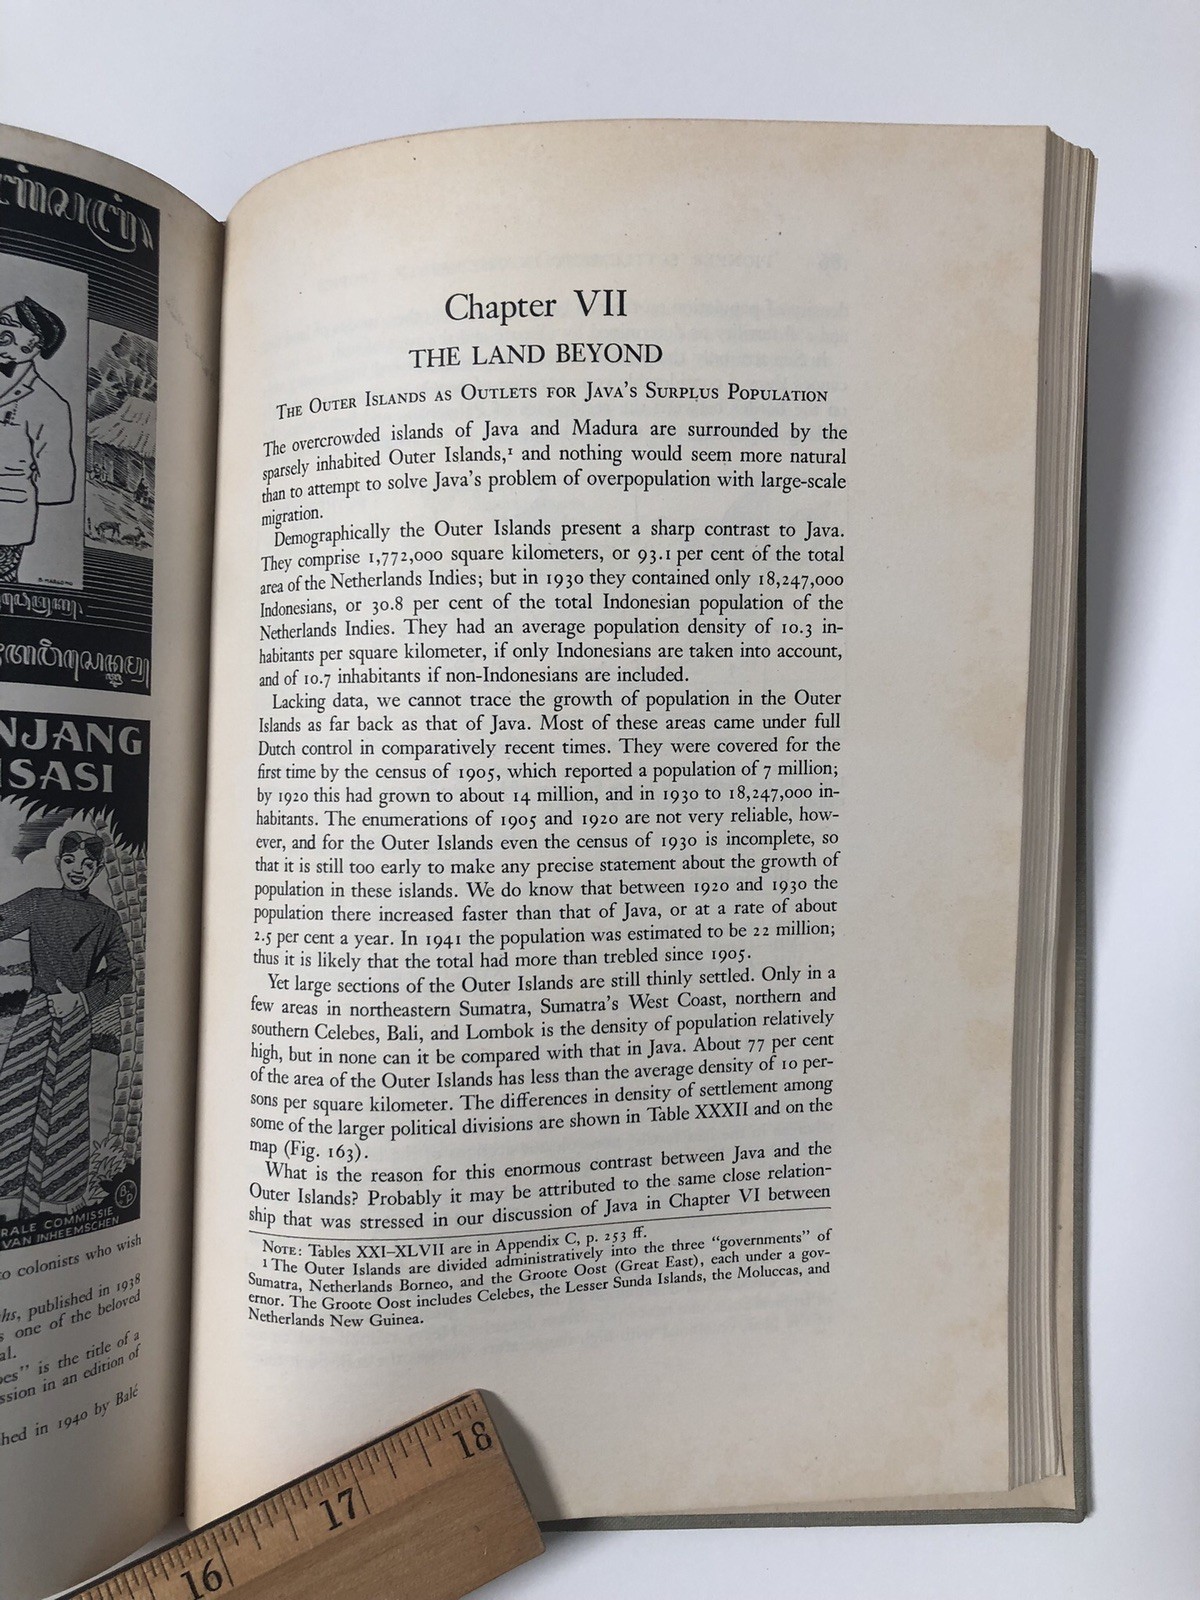 NJANG
ISASI
B. MARGONO
RALE COMMISSIE
VAN INHEEMSCHEN
B.P
to colonists who wish
published in 1938
one of the beloved
al.
is the title of a
ssion in an edition of
hed in 1940 by Balé
Chapter VII
THE LAND BEYOND
The Outer Islands as Outlets for Java's Surplus Population
The overcrowded islands of Java and Madura are surrounded by the
sparsely inhabited Outer Islands,¹ and nothing would seem more natural
than to attempt to solve Java's problem of overpopulation with large-scale
migration.
Demographically the Outer Islands present a sharp contrast to Java.
They comprise 1,772,000 square kilometers, or 93.1 per cent of the total
area of the Netherlands Indies; but in 1930 they contained only 18,247,000
Indonesians, or 30.8 per cent of the total Indonesian population of the
Netherlands Indies. They had an average population density of 10.3 in-
habitants per square kilometer, if only Indonesians are taken into account,
and of 10.7 inhabitants if non-Indonesians are included.
Lacking data, we cannot trace the growth of population in the Outer
Islands as far back as that of Java. Most of these areas came under full
Dutch control in comparatively recent times. They were covered for the
first time by the census of 1905, which reported a population of 7 million;
by 1920 this had grown to about 14 million, and in 1930 to 18,247,000 in-
habitants. The enumerations of 1905 and 1920 are not very reliable, how-
ever, and for the Outer Islands even the census of 1930 is incomplete, so
that it is still too early to make any precise statement about the growth of
population in these islands. We do know that between 1920 and 1930 the
population there increased faster than that of Java, or at a rate of about
2.5 per cent a year. In 1941 the population was estimated to be 22 million;
thus it is likely that the total had more than trebled since 1905.
Yet large sections of the Outer Islands are still thinly settled. Only in a
few areas in northeastern Sumatra, Sumatra's West Coast, northern and
southern Celebes, Bali, and Lombok is the density of population relatively
high, but in none can it be compared with that in Java. About 77 per cent
of the area of the Outer Islands has less than the average density of 10 per-
sons per square kilometer. The differences in density of settlement among
some of the larger political divisions are shown in Table XXXII and on the
map (Fig. 163).
What is the reason for this enormous contrast between Java and the
Outer Islands? Probably it may be attributed to the same close relation-
ship that was stressed in our discussion of Java in Chapter VI between
Note: Tables XXI–XLVII are in Appendix C, p. 253 ff.
¹ The Outer Islands are divided administratively into the three "governments" of
Sumatra, Netherlands Borneo, and the Groote Oost (Great East), each under a gov-
ernor. The Groote Oost includes Celebes, the Lesser Sunda Islands, the Moluccas, and
Netherlands New Guinea.
16 17 18